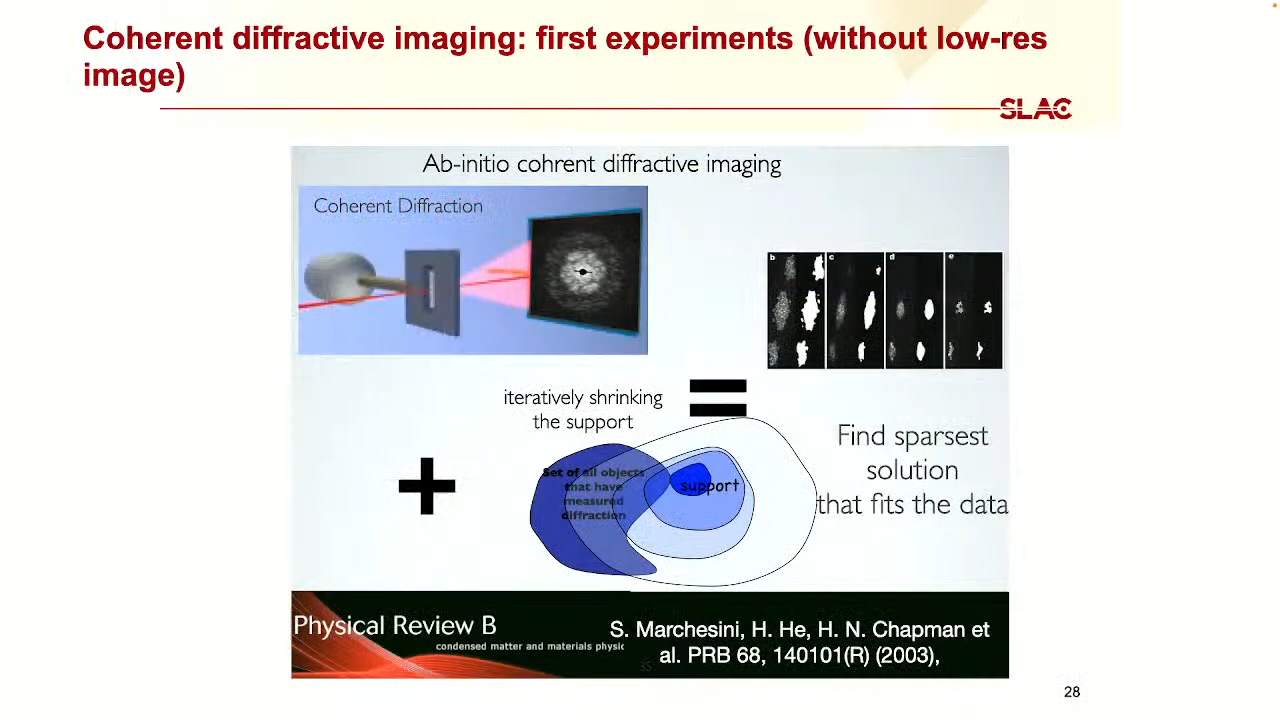 Coherent diffractive imaging: first experiments (without low-res
image)
SLAC
Ab-initio cohrent diffractive imaging
Coherent Diffraction
b
c
d
e
iteratively shrinking
the support
=
Find sparsest
solution
that fits the data
+
Set of all objects
that have
measured
diffraction
support
Physical Review B
condensed matter and materials physic
S. Marchesini, H. He, H. N. Chapman et
al. PRB 68, 140101(R) (2003),
35
28